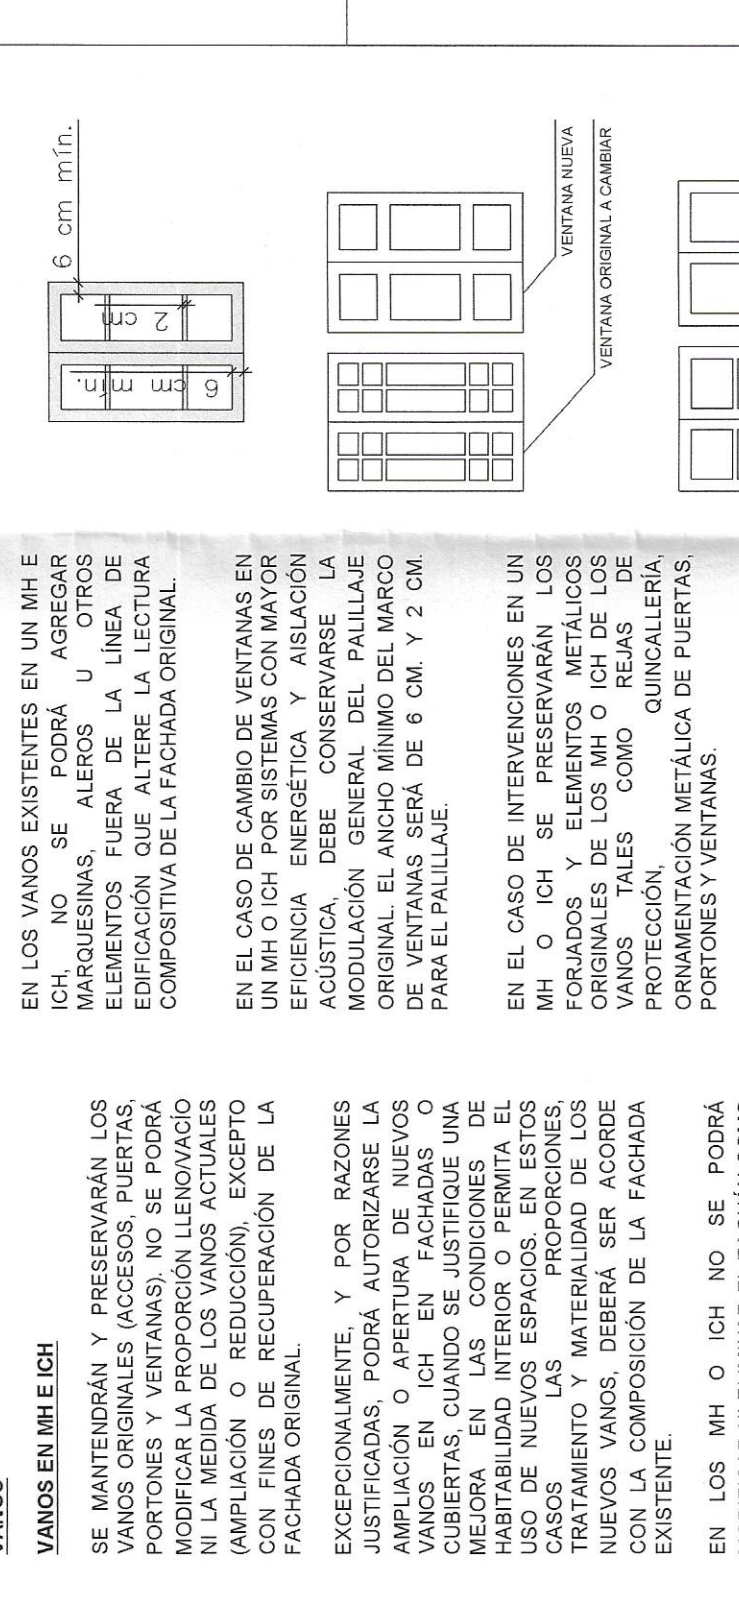 VANOS EN MH E ICH
SE MANTENDRÁN Y PRESERVARÁN LOS
VANOS ORIGINALES (ACCESOS, PUERTAS,
PORTONES Y VENTANAS). NO SE PODRÁ
MODIFICAR LA PROPORCIÓN LLENO/VACÍO
NI LA MEDIDA DE LOS VANOS ACTUALES
(AMPLIACIÓN O REDUCCIÓN), EXCEPTO
CON FINES DE RECUPERACIÓN DE LA
FACHADA ORIGINAL.
EXCEPCIONALMENTE, Y POR RAZONES
JUSTIFICADAS, PODRÁ AUTORIZARSE LA
AMPLIACIÓN O APERTURA DE NUEVOS
VANOS EN ICH EN FACHADAS O
CUBIERTAS, CUANDO SE JUSTIFIQUE UNA
MEJORA EN LAS CONDICIONES DE
HABITABILIDAD INTERIOR O PERMITA EL
USO DE NUEVOS ESPACIOS. EN ESTOS
CASOS LAS PROPORCIONES,
TRATAMIENTO Y MATERIALIDAD DE LOS
NUEVOS VANOS, DEBERÁ SER ACORDE
CON LA COMPOSICIÓN DE LA FACHADA
EXISTENTE.
EN LOS MH O ICH NO SE PODRÁ
EN LOS VANOS EXISTENTES EN UN MH E
ICH, NO SE PODRÁ AGREGAR
MARQUESINAS, ALEROS U OTROS
ELEMENTOS FUERA DE LA LÍNEA DE
EDIFICACIÓN QUE ALTERE LA LECTURA
COMPOSITIVA DE LA FACHADA ORIGINAL.
EN EL CASO DE CAMBIO DE VENTANAS EN
UN MH O ICH POR SISTEMAS CON MAYOR
EFICIENCIA ENERGÉTICA Y AISLACIÓN
ACÚSTICA, DEBE CONSERVARSE LA
MODULACIÓN GENERAL DEL PALILLAJE
ORIGINAL. EL ANCHO MÍNIMO DEL MARCO
DE VENTANAS SERÁ DE 6 CM. Y 2 CM.
PARA EL PALILLAJE.
EN EL CASO DE INTERVENCIONES EN UN
MH O ICH SE PRESERVARÁN LOS
FORJADOS Y ELEMENTOS METÁLICOS
ORIGINALES DE LOS MH O ICH DE LOS
VANOS TALES COMO REJAS DE
PROTECCIÓN, QUINCALLERÍA,
ORNAMENTACIÓN METÁLICA DE PUERTAS,
PORTONES Y VENTANAS.
6 cm mín.
2 cm
6 cm mín.
VENTANA NUEVA
VENTANA ORIGINAL A CAMBIAR